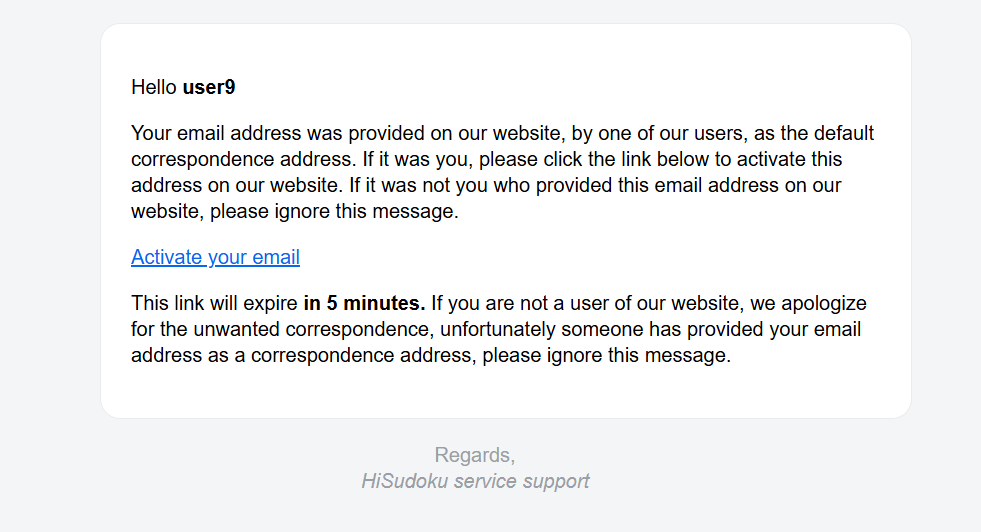 Hello user9
Your email address was provided on our website, by one of our users, as the default
correspondence address. If it was you, please click the link below to activate this
address on our website. If it was not you who provided this email address on our
website, please ignore this message.
Activate your email
This link will expire in 5 minutes. If you are not a user of our website, we apologize
for the unwanted correspondence, unfortunately someone has provided your email
address as a correspondence address, please ignore this message.
Regards,
HiSudoku service support